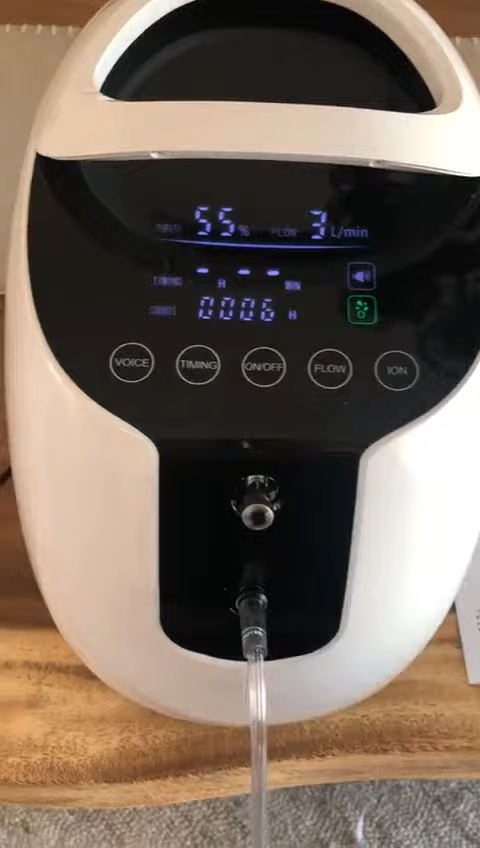 55% FLOW 3 L/min
TIMING - H - - MIN
0006 H
VOICE TIMING ON/OFF FLOW ION